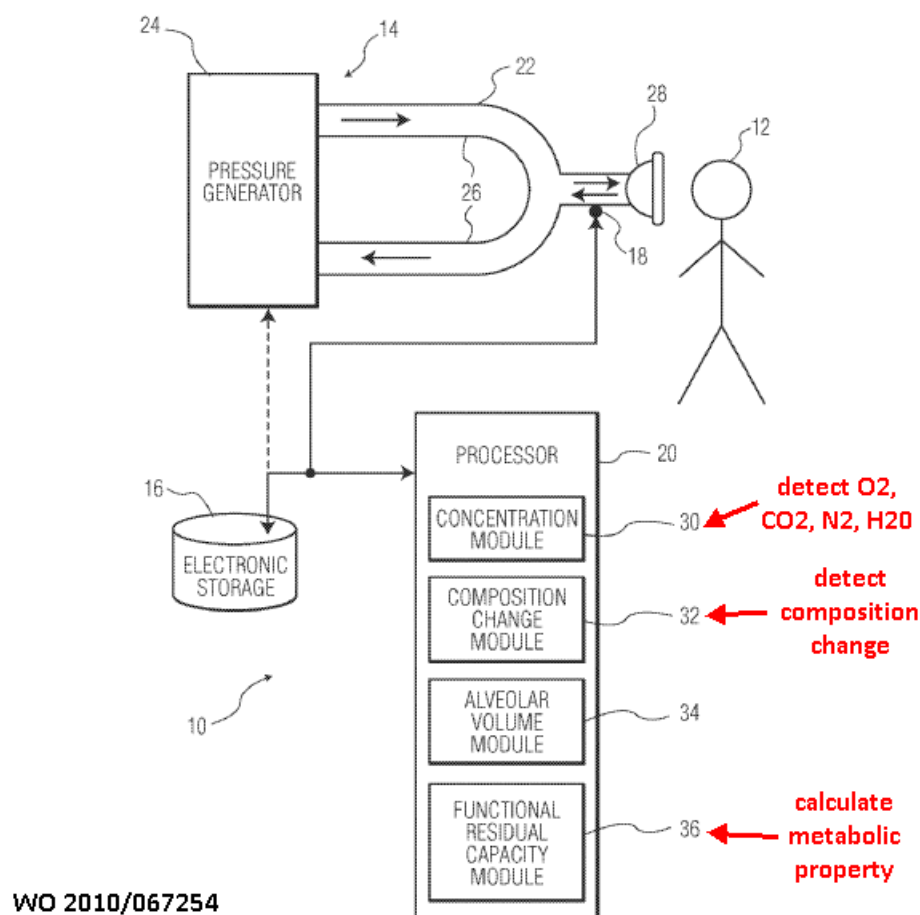 24
14
22
28
12
PRESSURE
GENERATOR
26
26
18
16
ELECTRONIC
STORAGE
10
PROCESSOR
20
CONCENTRATION
MODULE
30
detect O2,
CO2, N2, H20
COMPOSITION
CHANGE
MODULE
32
detect
composition
change
ALVEOLAR
VOLUME
MODULE
34
FUNCTIONAL
RESIDUAL
CAPACITY
MODULE
36
calculate
metabolic
property
WO 2010/067254